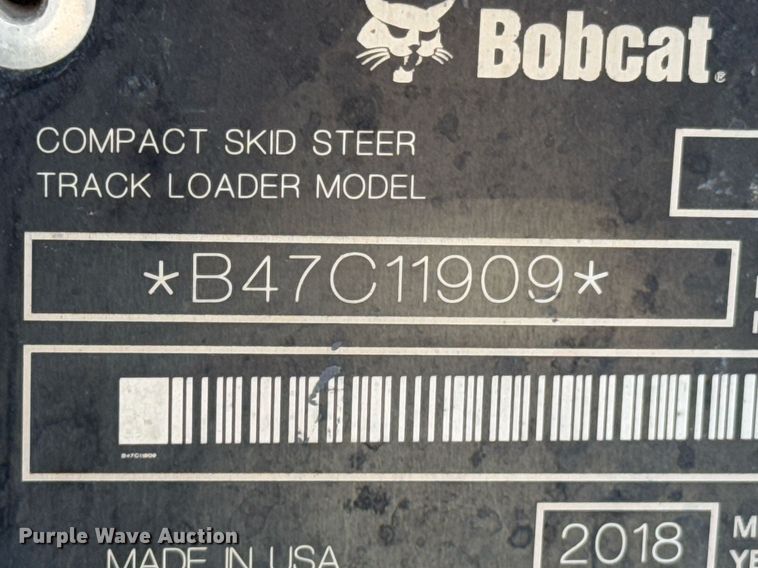 Bobcat®
COMPACT SKID STEER
TRACK LOADER MODEL
*B47C11909*
B47C11909
2018
MADE IN USA
Purple Wave Auction